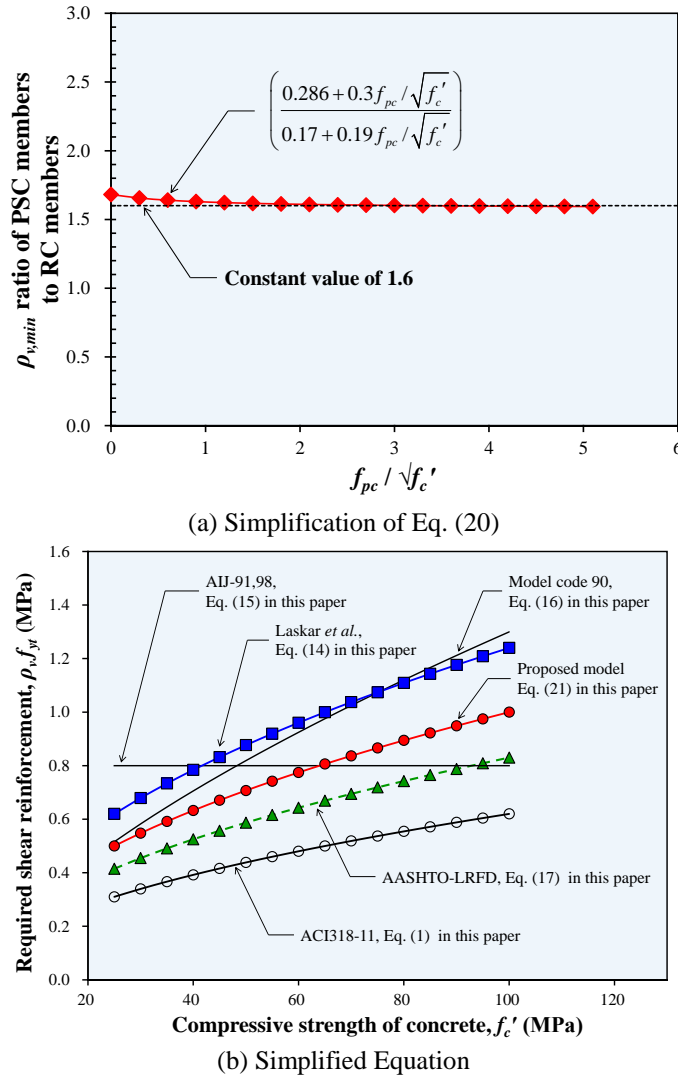 3.0
2.5
2.0
1.5
1.0
0.5
0.0
ρv,min ratio of PSC members
to RC members
0.286 + 0.3 fpc / √fc′
0.17 + 0.19 fpc / √fc′
Constant value of 1.6
0 1 2 3 4 5 6
fpc / √fc′
(a) Simplification of Eq. (20)
1.6
1.4
1.2
1.0
0.8
0.6
0.4
0.2
0.0
Required shear reinforcement, ρv fyt (MPa)
AIJ-91,98,
Eq. (15) in this paper
Laskar et al.,
Eq. (14) in this paper
Model code 90,
Eq. (16) in this paper
Proposed model
Eq. (21) in this paper
AASHTO-LRFD, Eq. (17) in this paper
ACI318-11, Eq. (1) in this paper
20 40 60 80 100 120
Compressive strength of concrete, fc′ (MPa)
(b) Simplified Equation